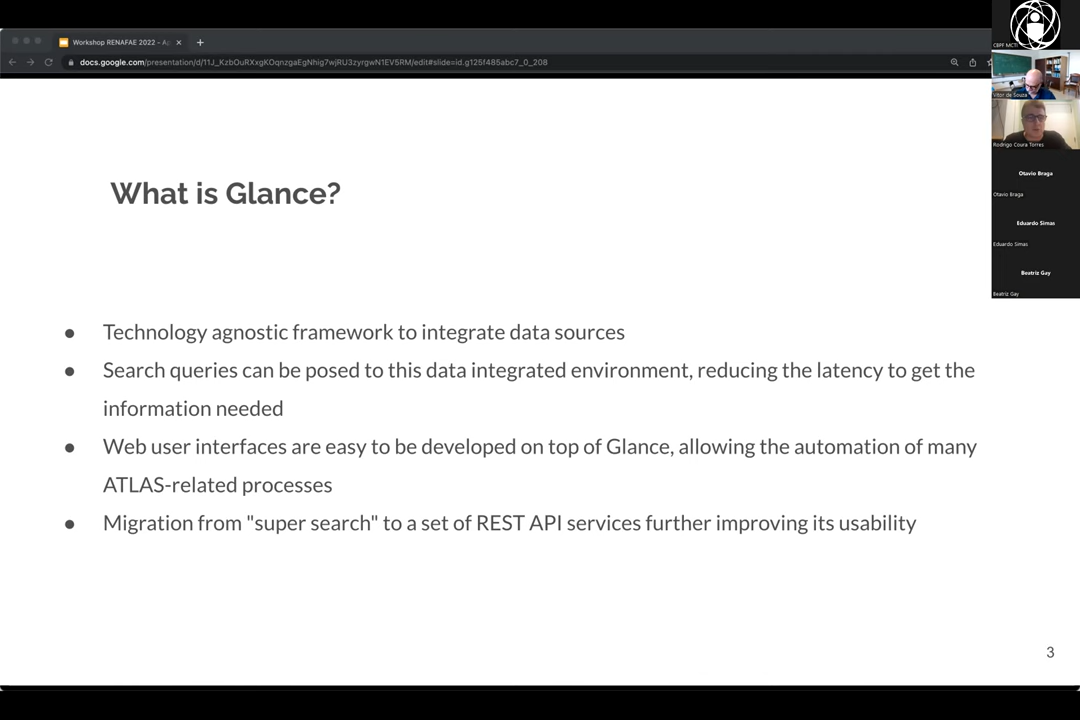 Workshop RENAFAE 2022 - Ap
docs.google.com/presentation/d/11J_KzbOuRXxgKOqnzgaEgNhig7wjRU3zyrgwN1EV5RM/edit#slide=id.g125f485abc7_0_208
CBPF MCTI
Vitor de Souza
Rodrigo Coura Torres
Otavio Braga
Otavio Braga
Eduardo Simas
Eduardo Simas
Beatriz Gay
Beatriz Gay
What is Glance?
● Technology agnostic framework to integrate data sources
● Search queries can be posed to this data integrated environment, reducing the latency to get the
information needed
● Web user interfaces are easy to be developed on top of Glance, allowing the automation of many
ATLAS-related processes
● Migration from "super search" to a set of REST API services further improving its usability
3